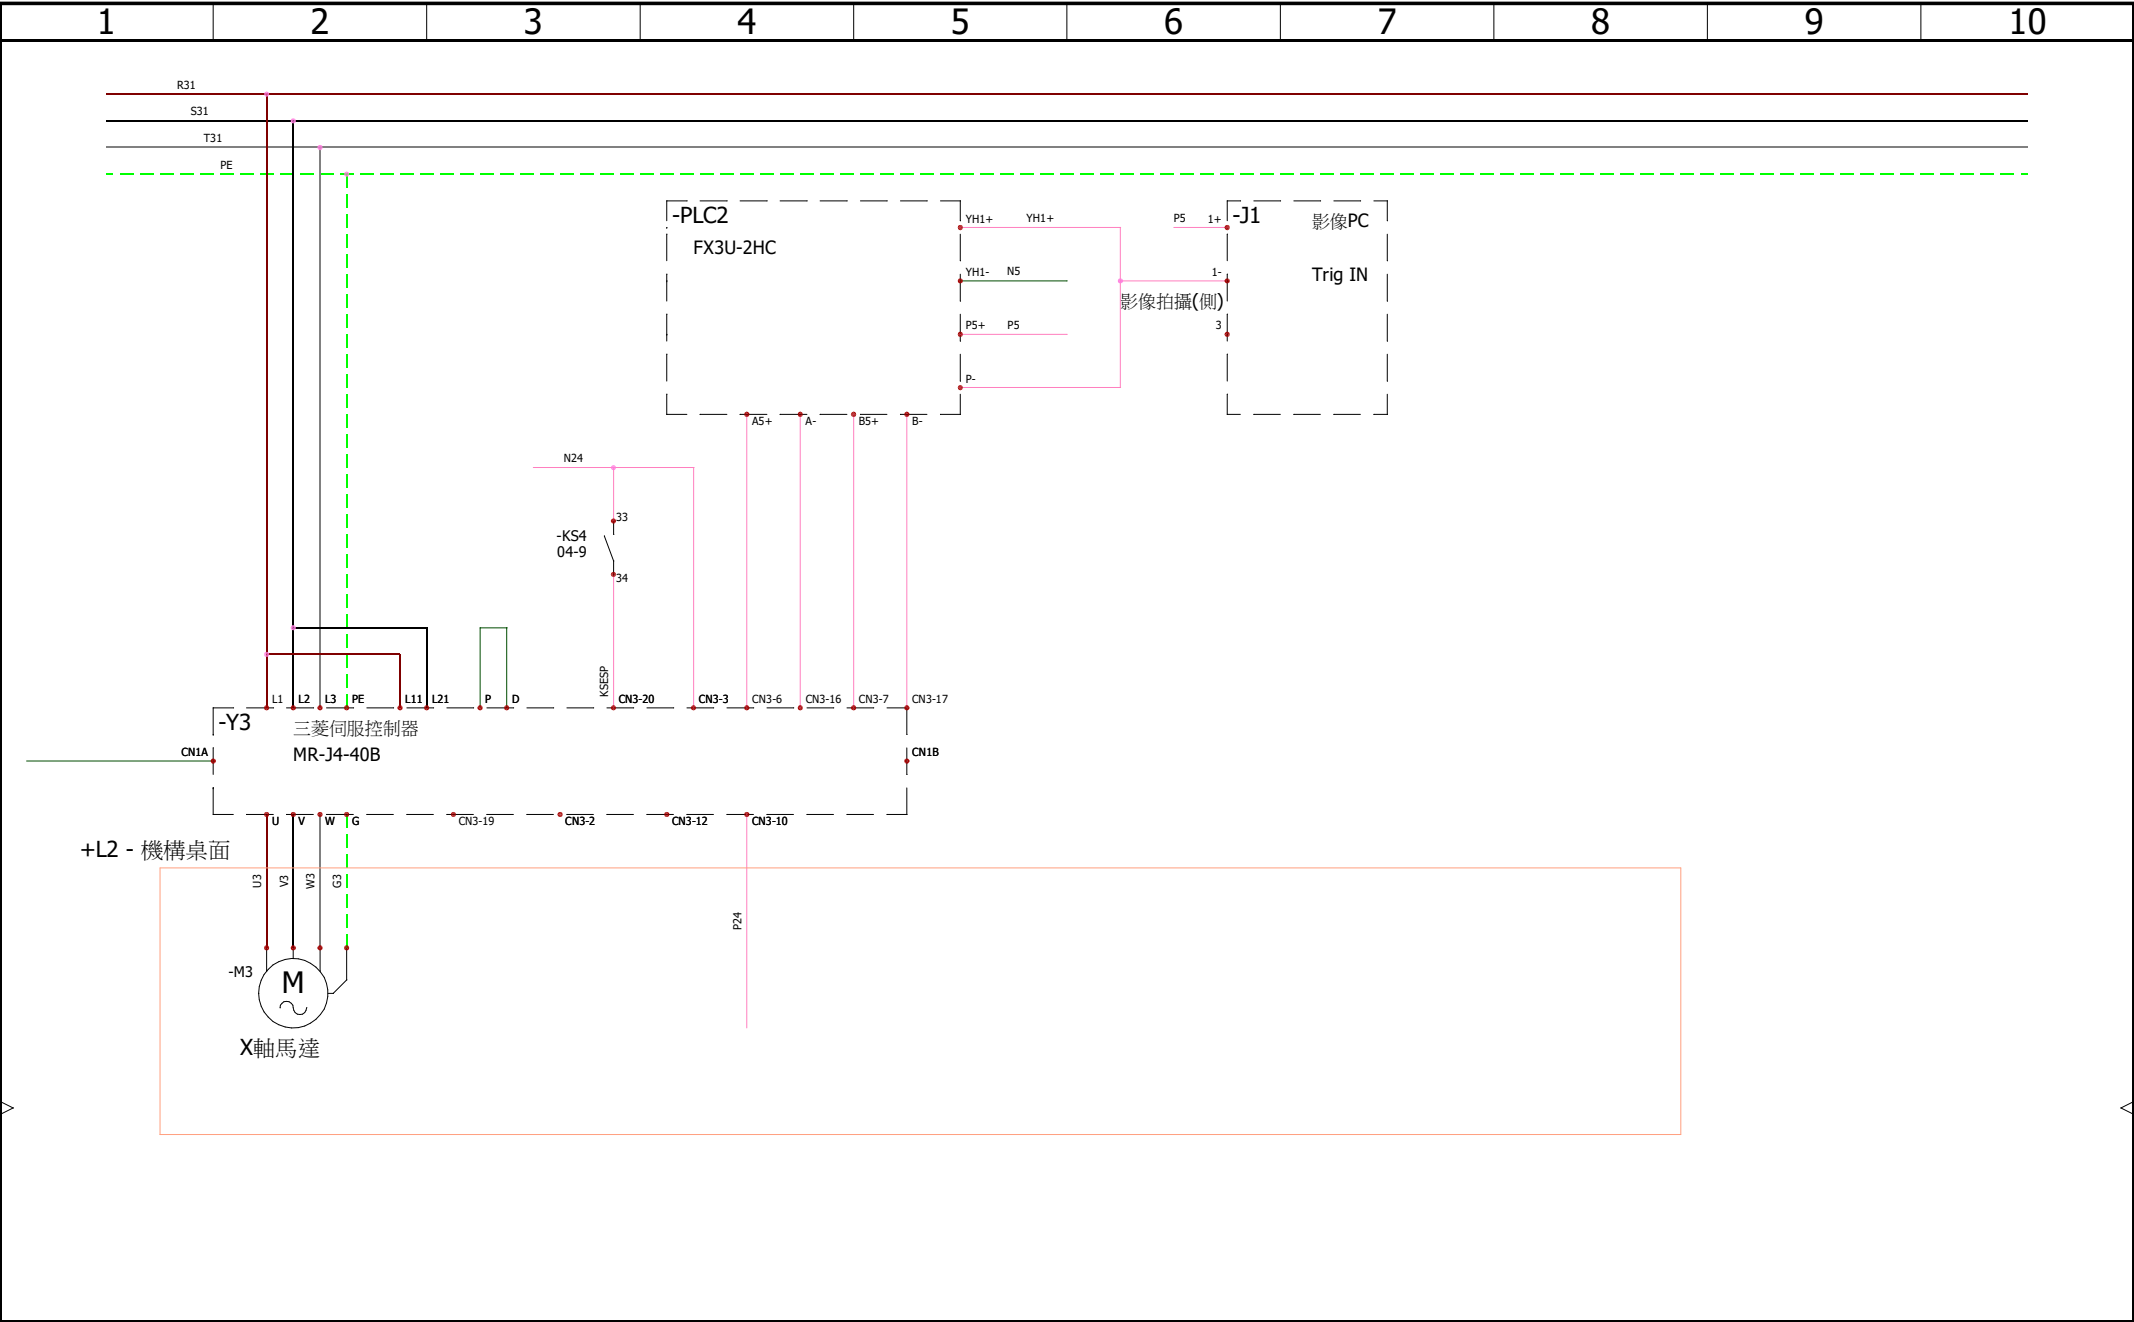 1 2 3 4 5 6 7 8 9 10
R31
S31
T31
PE
-PLC2
FX3U-2HC
YH1+ YH1+
YH1- N5
P5+ P5
P-
A5+ A- B5+ B-
P5 1+
1-
影像拍攝(側)
3
-J1 影像PC
Trig IN
N24
33
-KS4
04-9
34
KSESP
L1 L2 L3 PE L11 L21 P D CN3-20 CN3-3 CN3-6 CN3-16 CN3-7 CN3-17
-Y3 三菱伺服控制器
MR-J4-40B
CN1A CN1B
U V W G CN3-19 CN3-2 CN3-12 CN3-10
+L2 - 機構桌面
U3 V3 W3 G3
P24
-M3 M
X軸馬達